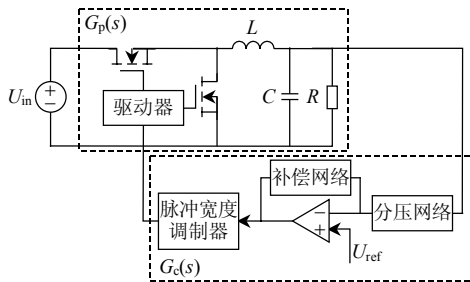 Gp(s)
L
Uin
驱动器
C
R
补偿网络
脉冲宽度
调制器
分压网络
Uref
Gc(s)